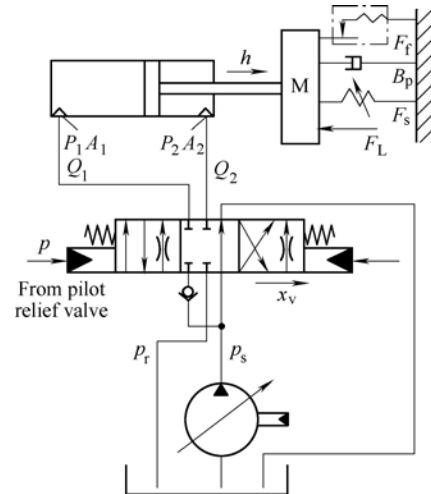 h
M
F_f
B_p
F_s
F_L
P_1 A_1
P_2 A_2
Q_1
Q_2
p
From pilot
relief valve
x_v
p_r
p_s